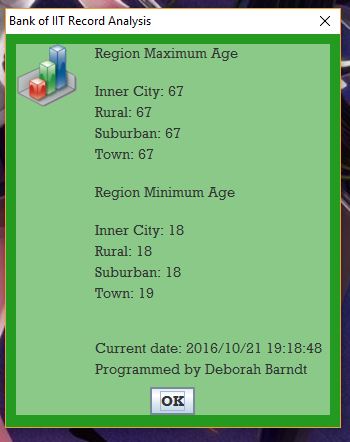 Bank of IIT Record Analysis
Region Maximum Age
Inner City: 67
Rural: 67
Suburban: 67
Town: 67
Region Minimum Age
Inner City: 18
Rural: 18
Suburban: 18
Town: 19
Current date: 2016/10/21 19:18:48
Programmed by Deborah Barndt
OK